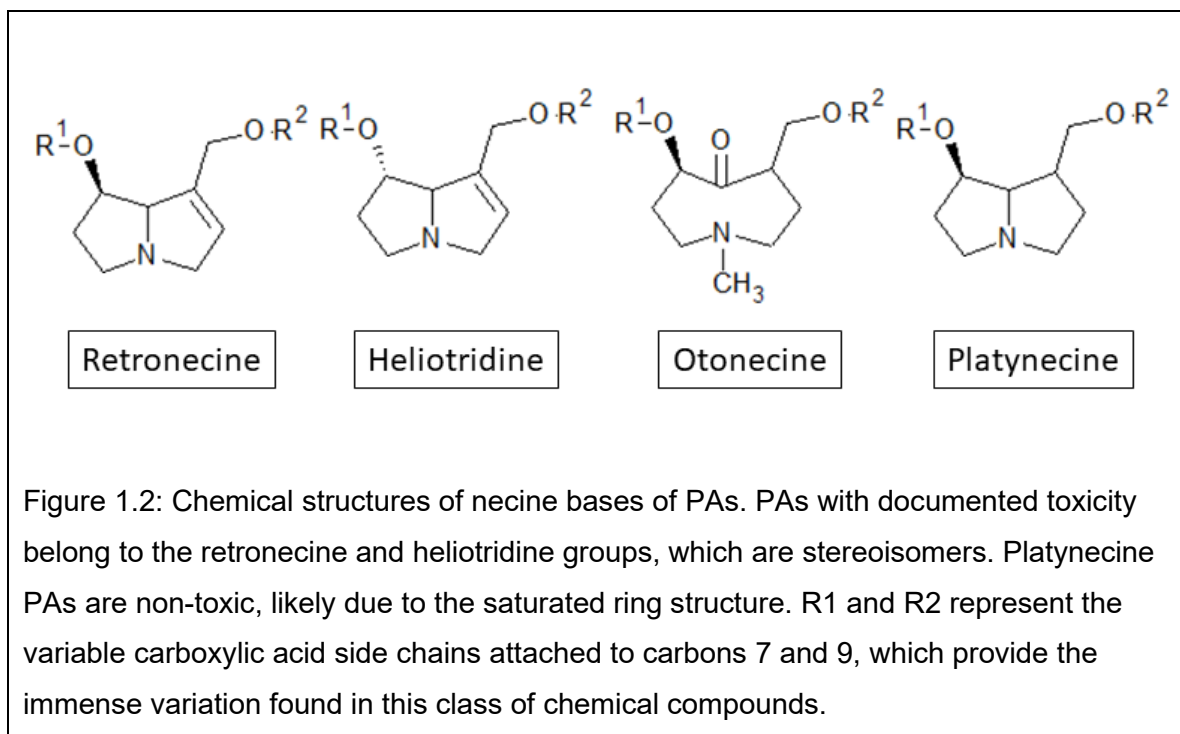 R¹-O O-R² R¹-O O-R² R¹-O O O-R² R¹-O O-R²
N N N N
CH₃
Retronecine Heliotridine Otonecine Platynecine
Figure 1.2: Chemical structures of necine bases of PAs. PAs with documented toxicity
belong to the retronecine and heliotridine groups, which are stereoisomers. Platynecine
PAs are non-toxic, likely due to the saturated ring structure. R1 and R2 represent the
variable carboxylic acid side chains attached to carbons 7 and 9, which provide the
immense variation found in this class of chemical compounds.